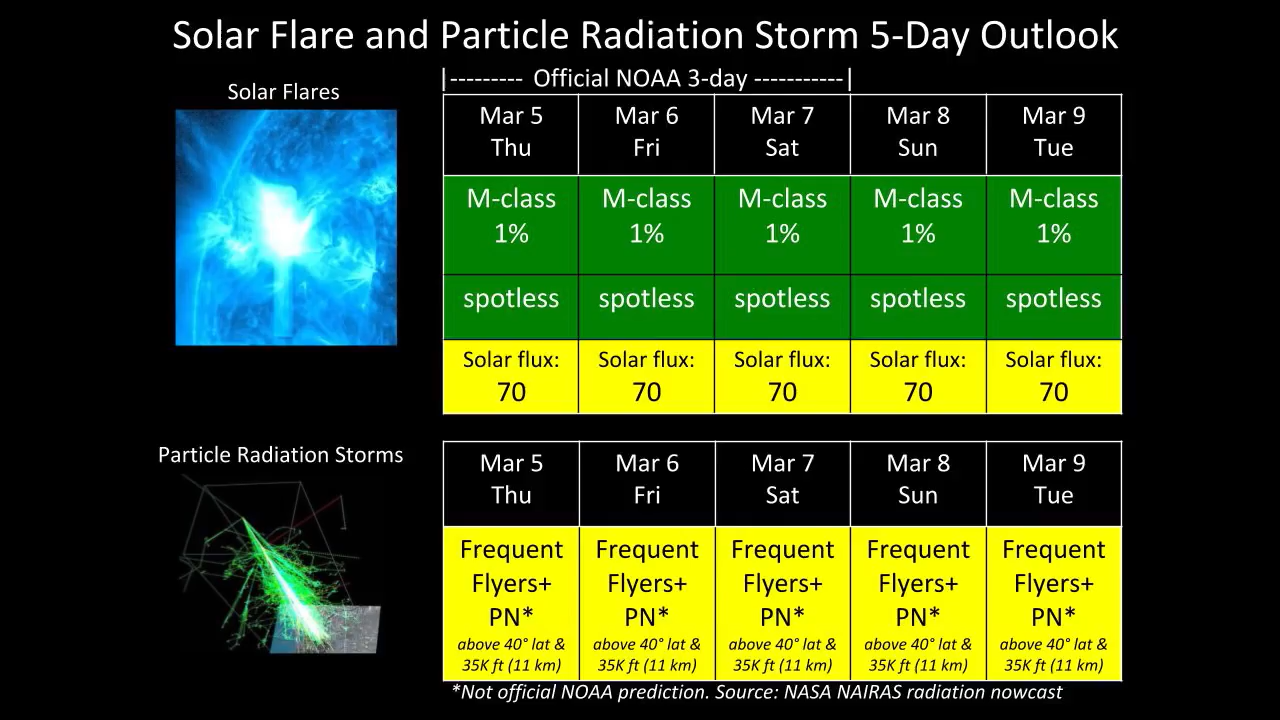 Solar Flare and Particle Radiation Storm 5-Day Outlook
|--------- Official NOAA 3-day -----------|
Solar Flares
Mar 5 Mar 6 Mar 7 Mar 8 Mar 9
Thu Fri Sat Sun Tue
M-class M-class M-class M-class M-class
1% 1% 1% 1% 1%
spotless spotless spotless spotless spotless
Solar flux: Solar flux: Solar flux: Solar flux: Solar flux:
70 70 70 70 70
Particle Radiation Storms
Mar 5 Mar 6 Mar 7 Mar 8 Mar 9
Thu Fri Sat Sun Tue
Frequent Frequent Frequent Frequent Frequent
Flyers+ Flyers+ Flyers+ Flyers+ Flyers+
PN* PN* PN* PN* PN*
above 40° lat & above 40° lat & above 40° lat & above 40° lat & above 40° lat &
35K ft (11 km) 35K ft (11 km) 35K ft (11 km) 35K ft (11 km) 35K ft (11 km)
*Not official NOAA prediction. Source: NASA NAIRAS radiation nowcast